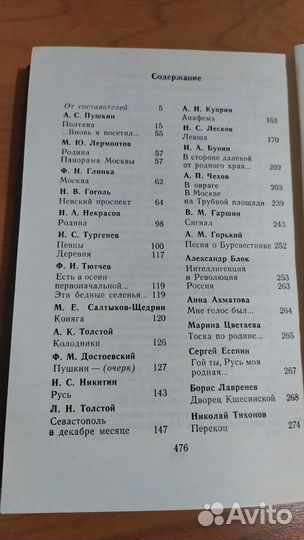 Содержание
От составителей 5
А. С. Пушкин
Полтава 15
...Вновь я посетил... 55
М. Ю. Лермонтов
Родина 57
Панорама Москвы 57
Ф. Н. Глинка
Москва 62
Н. В. Гоголь
Невский проспект 64
Н. А. Некрасов
Родина 98
И. С. Тургенев
Певцы 100
Деревня 117
Ф. И. Тютчев
Есть в осени
первоначальной... 119
Эти бедные селенья... 119
М. Е. Салтыков-Щедрин
Коняга 120
А. К. Толстой
Колодники 126
Ф. М. Достоевский
Пушкин — (очерк) 127
И. С. Никитин
Русь 143
Л. Н. Толстой
Севастополь
в декабре месяце 147
А. И. Куприн
Анафема 162
Н. С. Лесков
Левша 170
И. А. Бунин
В стороне далекой
от родного края... 202
А. П. Чехов
В овраге 203
В Москве
на Трубной площади 239
В. М. Гаршин
Сигнал 243
А. М. Горький
Песня о Буревестнике 252
Александр Блок
Интеллигенция
и Революция 253
Россия 263
Анна Ахматова
Мне голос был... 264
Марина Цветаева
Тоска по родине... 265
Сергей Есенин
Гой ты, Русь моя
родная... 267
Борис Лавренев
Дворец Кшесинской 268
Николай Тихонов
Перекоп 274
476
Avito